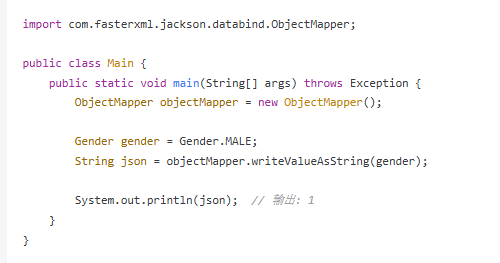 import com.fasterxml.jackson.databind.ObjectMapper;
public class Main {
public static void main(String[] args) throws Exception {
ObjectMapper objectMapper = new ObjectMapper();
Gender gender = Gender.MALE;
String json = objectMapper.writeValueAsString(gender);
System.out.println(json);  // 输出: 1
}
}